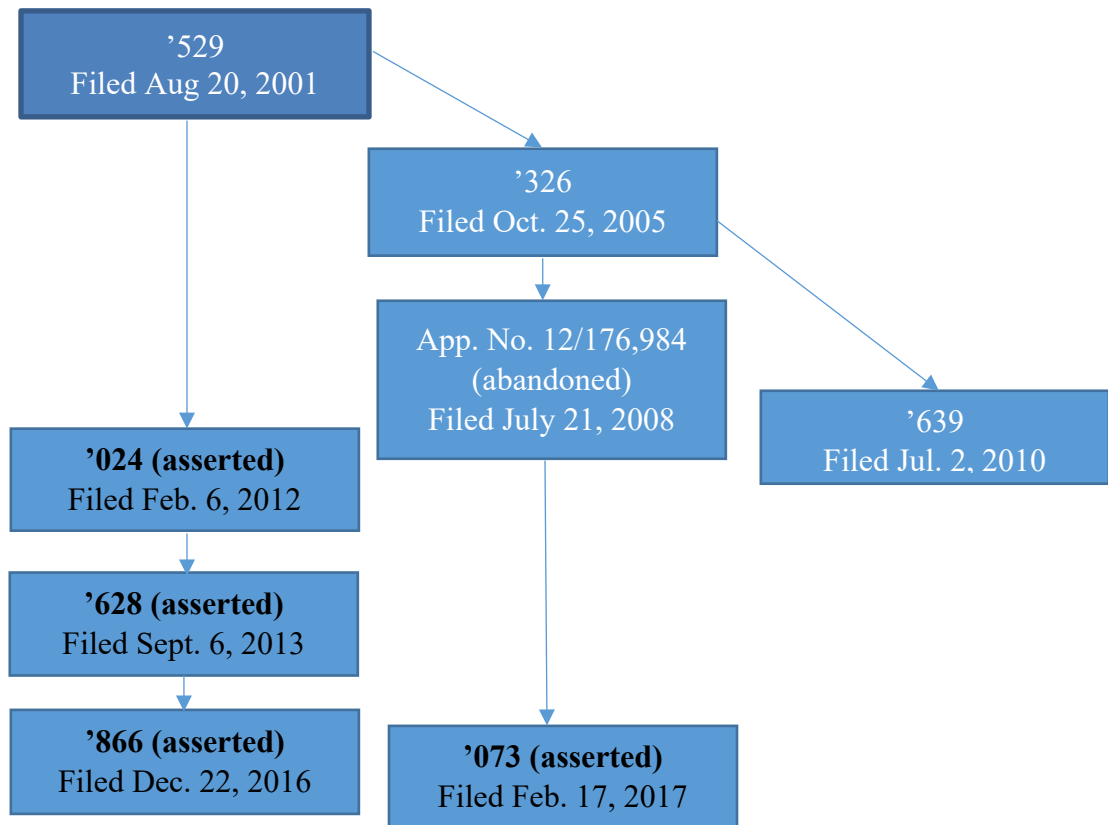 ’529
Filed Aug 20, 2001
’326
Filed Oct. 25, 2005
App. No. 12/176,984
(abandoned)
Filed July 21, 2008
’639
Filed Jul. 2, 2010
’024 (asserted)
Filed Feb. 6, 2012
’628 (asserted)
Filed Sept. 6, 2013
’866 (asserted)
Filed Dec. 22, 2016
’073 (asserted)
Filed Feb. 17, 2017